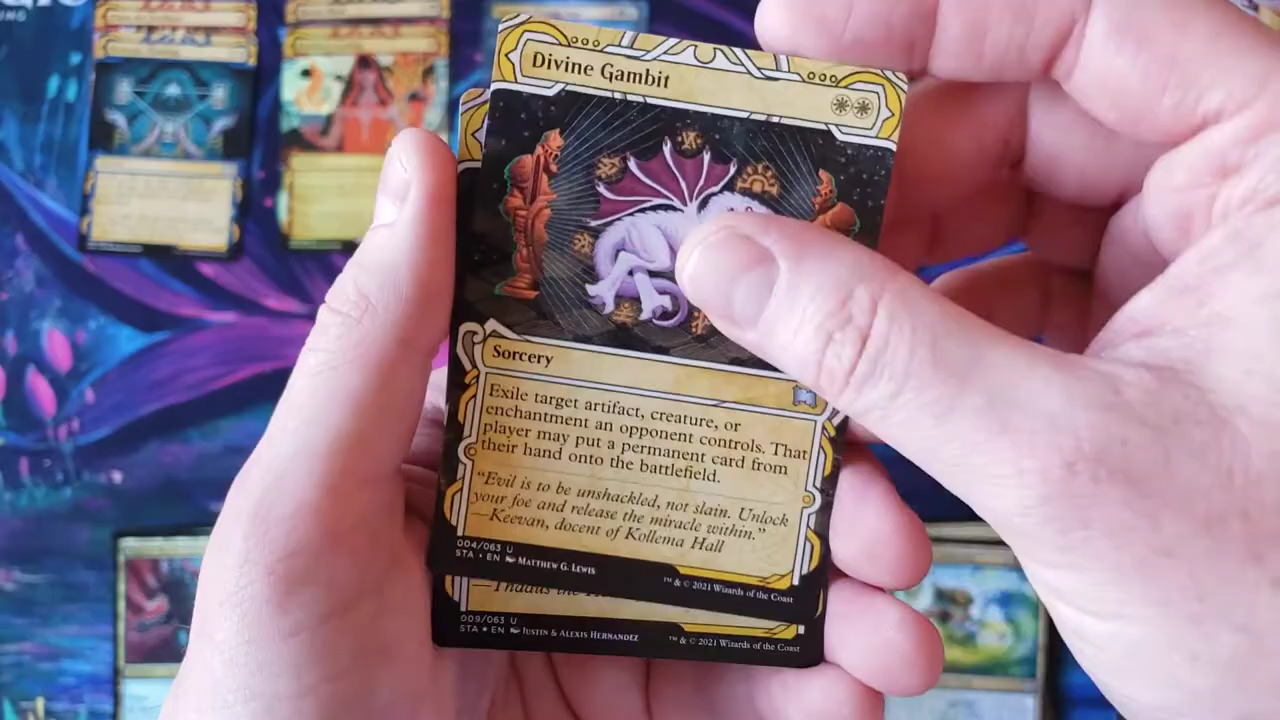 Divine Gambit
Sorcery
Exile target artifact, creature, or
enchantment an opponent controls. That
player may put a permanent card from
their hand onto the battlefield.
“Evil is to be unshackled, not slain. Unlock
your foe and release the miracle within.”
—Keevan, docent of Kollema Hall
004/063 U
STA • EN MATTHEW G. LEWIS
™ & © 2021 Wizards of the Coast
—Thaddus the
009/063 U
STA ★ EN JUSTIN & ALEXIS HERNANDEZ
™ & © 2021 Wizards of the Coast